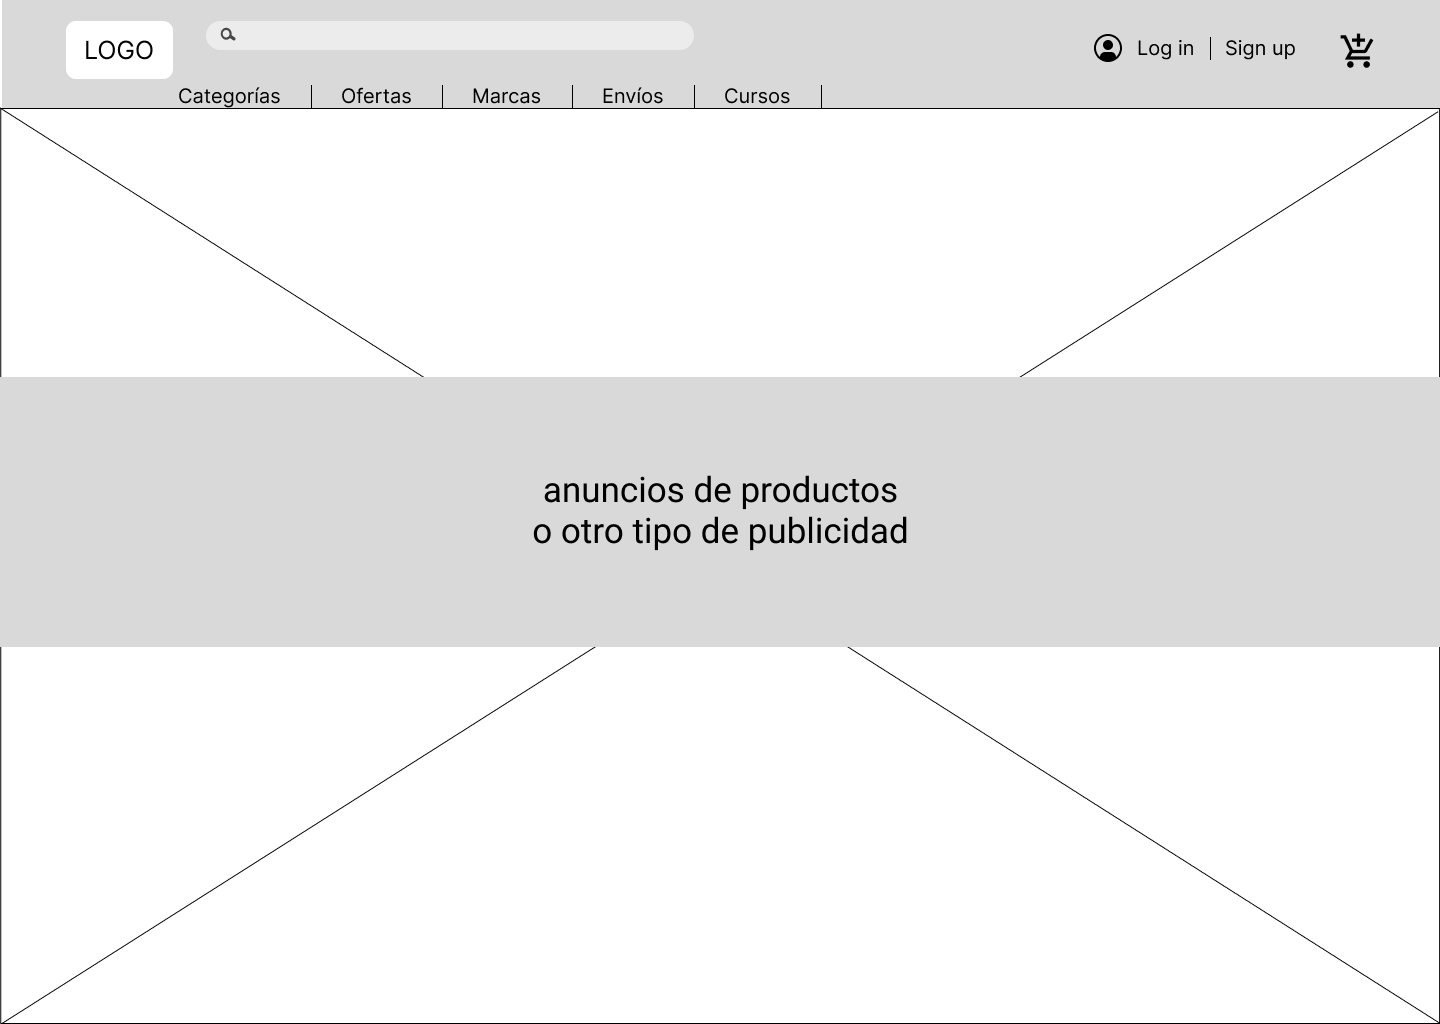 LOGO
Log in
Sign up
Categorías
Ofertas
Marcas
Envíos
Cursos
anuncios de productos
o otro tipo de publicidad